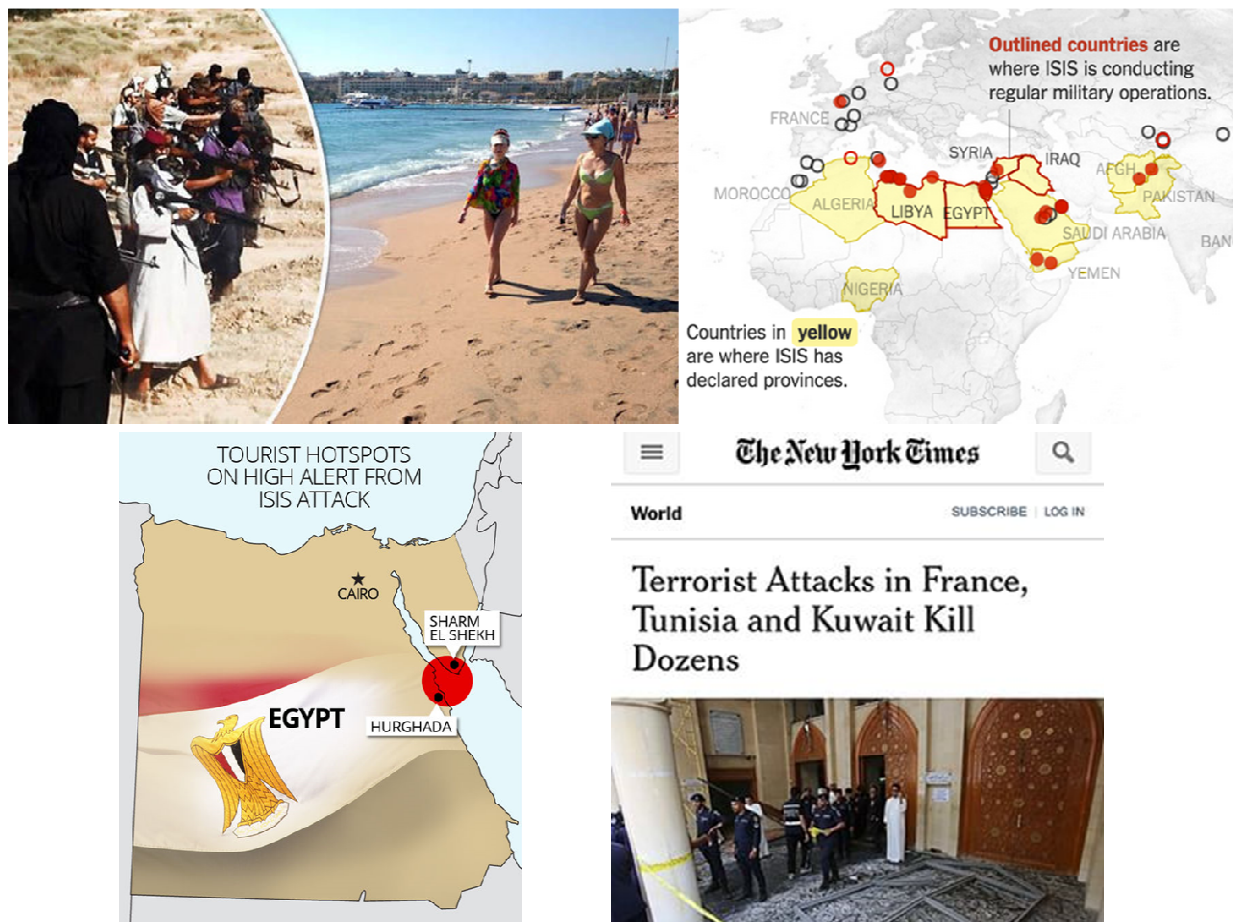 Outlined countries are
where ISIS is conducting
regular military operations.
FRANCE
SYRIA
IRAQ
AFGH.
MOROCCO
ALGERIA
LIBYA
EGYPT
PAKISTAN
SAUDI ARABIA
BAN
YEMEN
NIGERIA
Countries in yellow
are where ISIS has
declared provinces.
TOURIST HOTSPOTS
ON HIGH ALERT FROM
ISIS ATTACK
CAIRO
SHARM
EL SHEKH
EGYPT
HURGHADA
The New York Times
World
SUBSCRIBE | LOG IN
Terrorist Attacks in France,
Tunisia and Kuwait Kill
Dozens